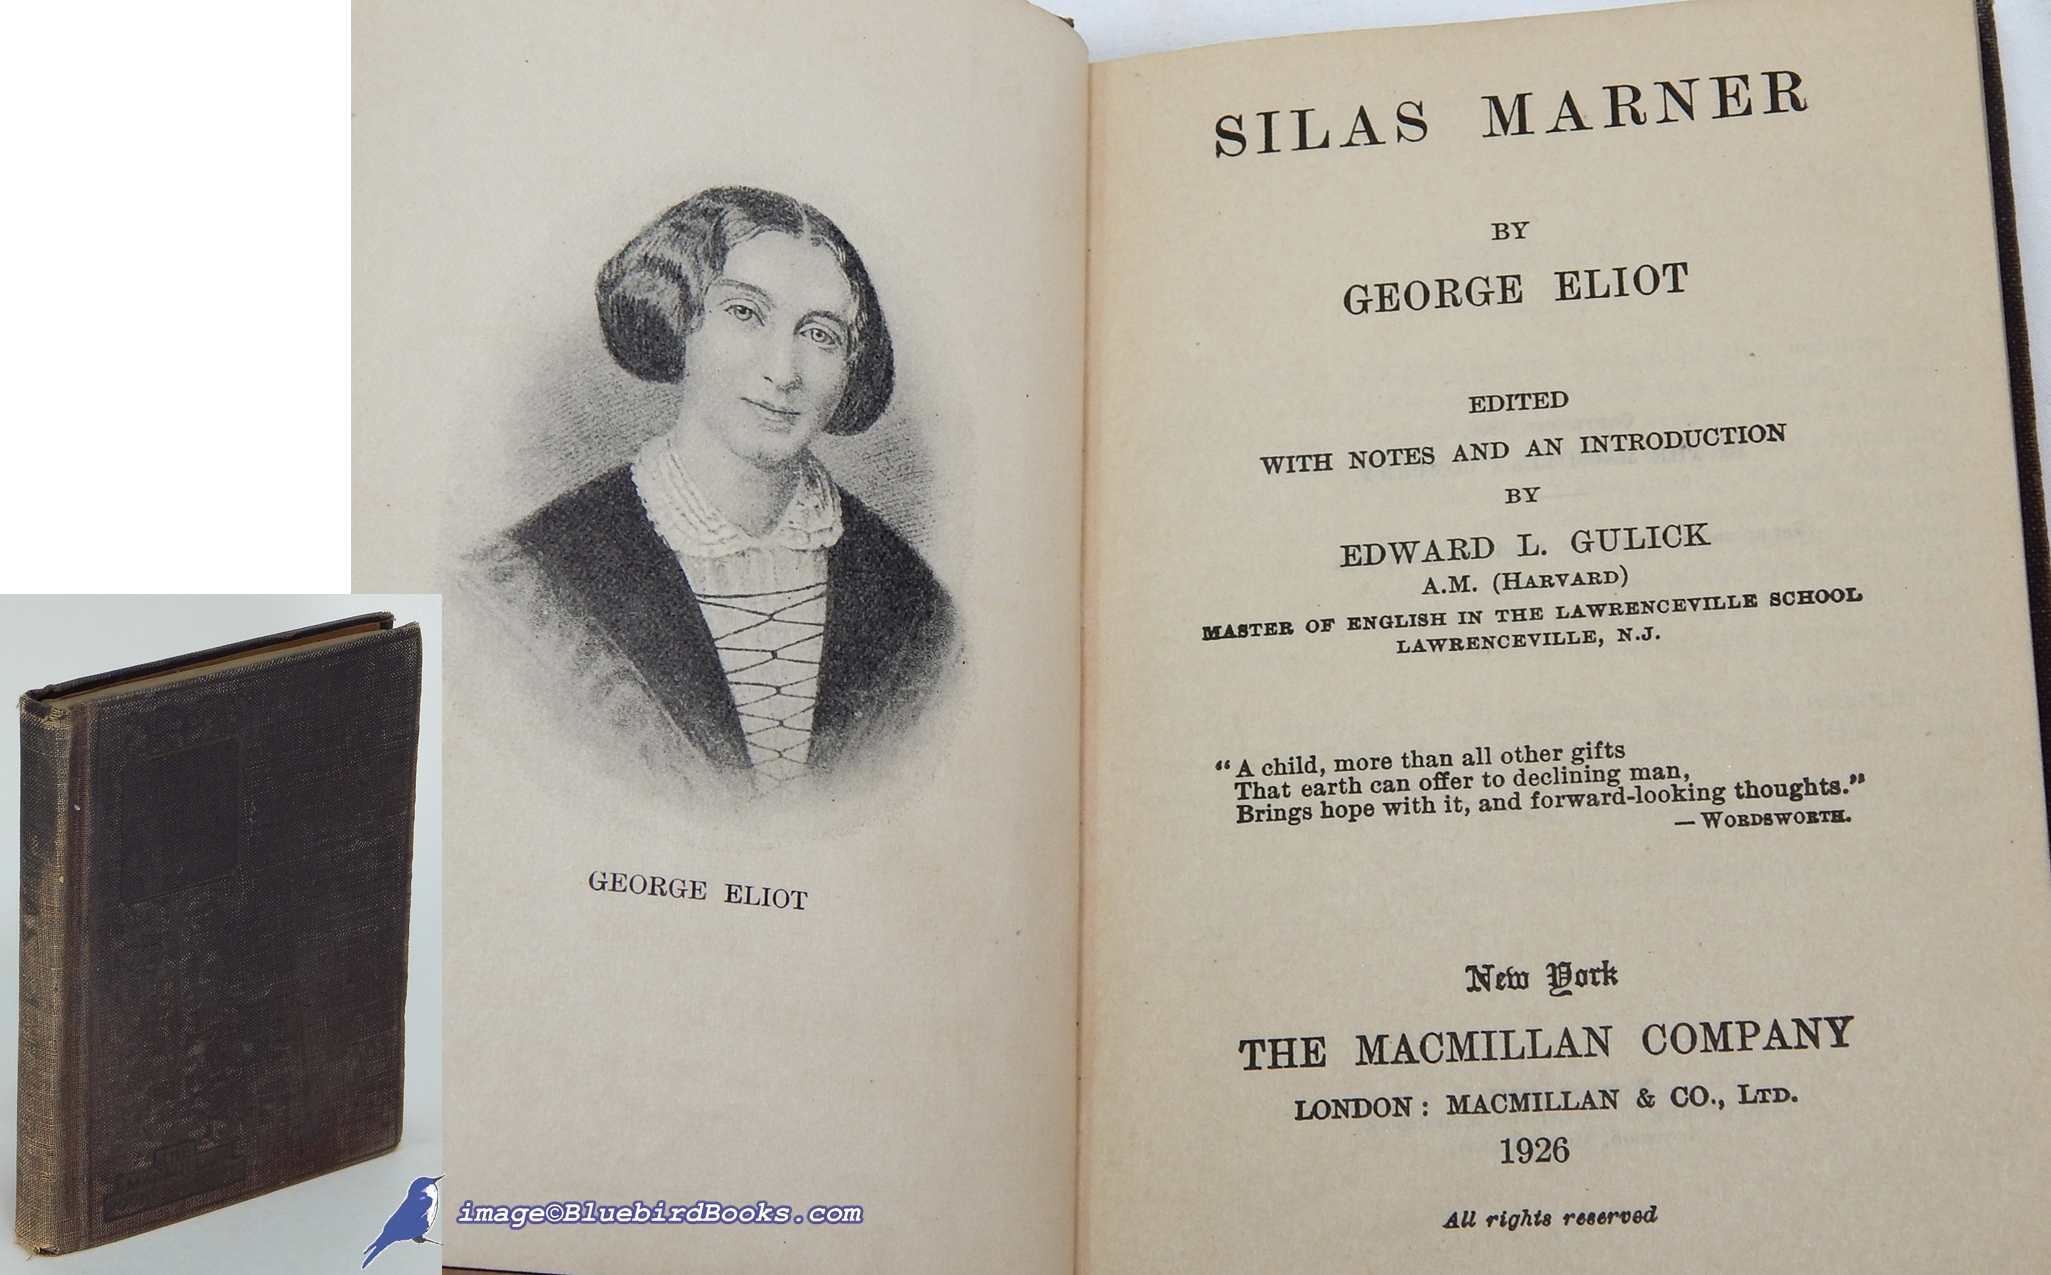 GEORGE ELIOT
SILAS MARNER
BY
GEORGE ELIOT
EDITED
WITH NOTES AND AN INTRODUCTION
BY
EDWARD L. GULICK
A.M. (HARVARD)
MASTER OF ENGLISH IN THE LAWRENCEVILLE SCHOOL
LAWRENCEVILLE, N.J.
“A child, more than all other gifts
That earth can offer to declining man,
Brings hope with it, and forward-looking thoughts.”
— WORDSWORTH.
New York
THE MACMILLAN COMPANY
LONDON: MACMILLAN & CO., LTD.
1926
All rights reserved
image©BluebirdBooks.com